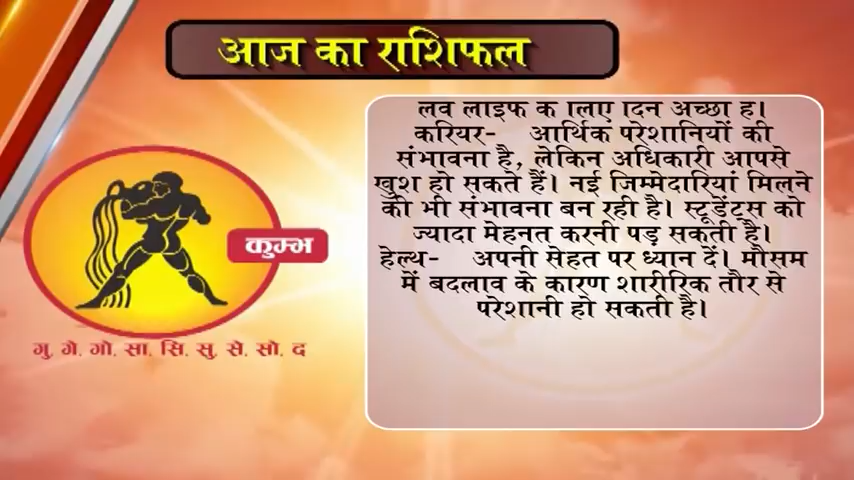 आज का राशिफल
लव लाइफ के लिए दिन अच्छा है।
करियर- आर्थिक परेशानियों की
संभावना है, लेकिन अधिकारी आपसे
खुश हो सकते हैं। नई जिम्मेदारियां मिलने
की भी संभावना बन रही है। स्टूडेंट्स को
ज्यादा मेहनत करनी पड़ सकती है।
हेल्थ- अपनी सेहत पर ध्यान दें। मौसम
में बदलाव के कारण शारीरिक तौर से
परेशानी हो सकती है।
कुम्भ
गु, गे, गो, सा, सि, सु, से, सो, द